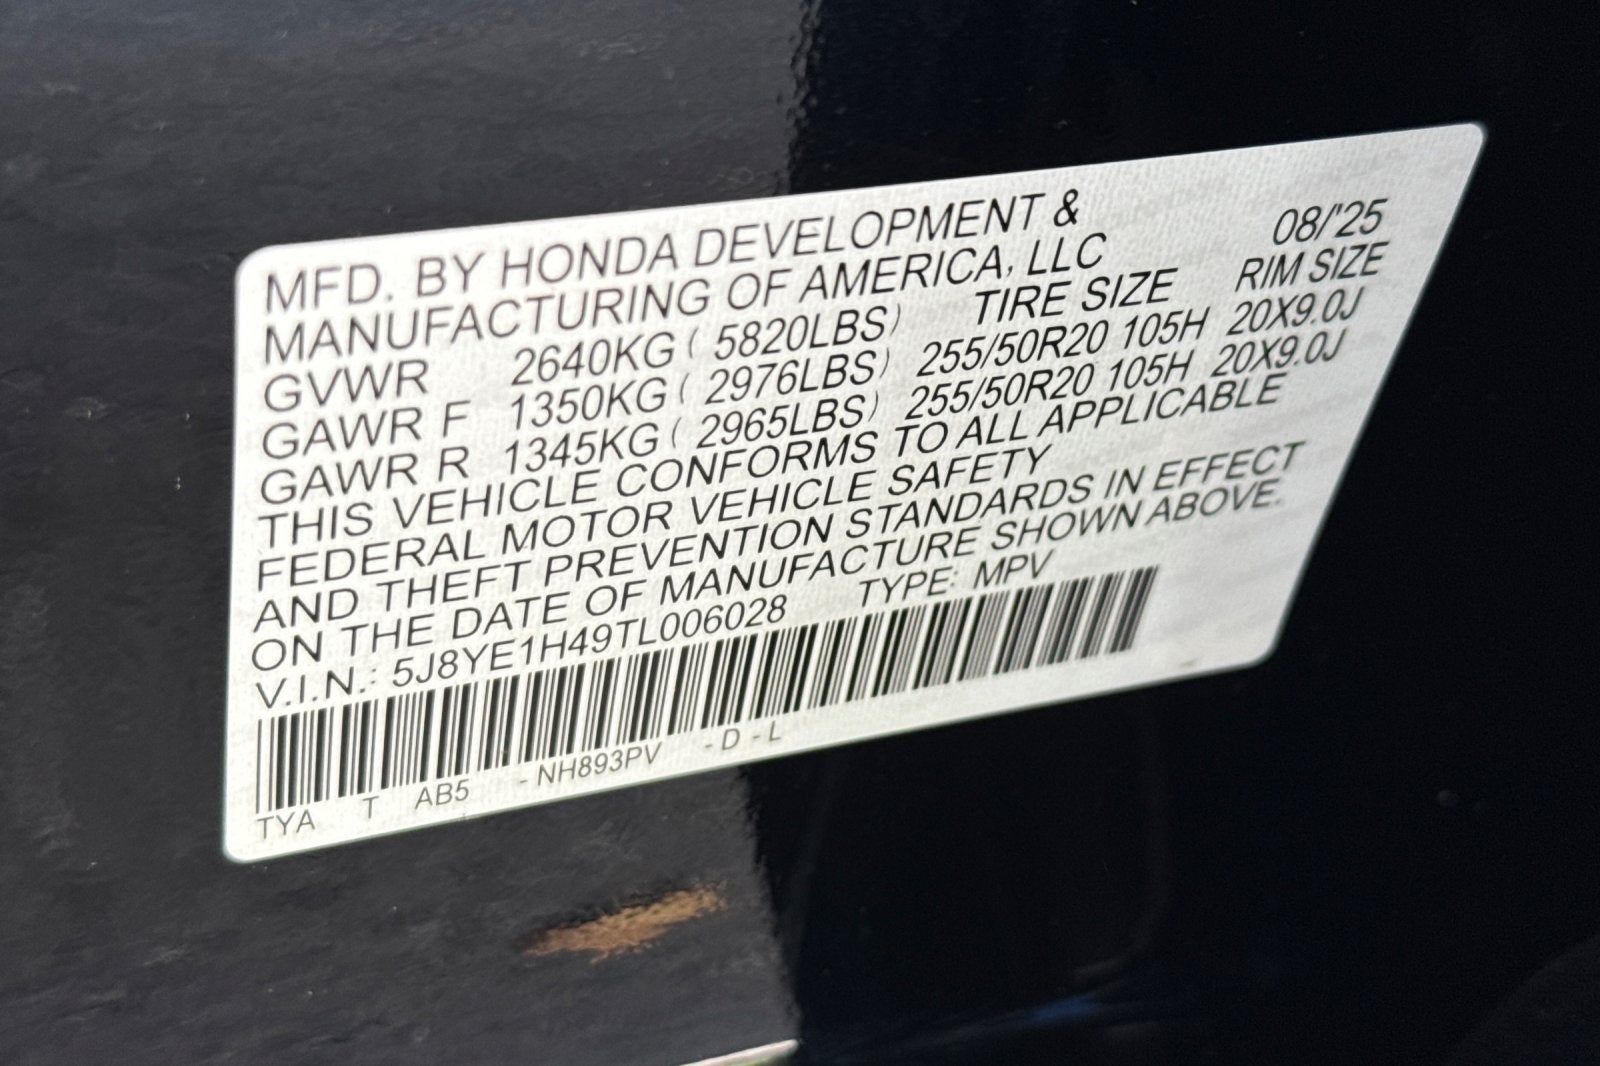 MFD. BY HONDA DEVELOPMENT &
MANUFACTURING OF AMERICA, LLC 08/'25
GVWR 2640KG ( 5820LBS) TIRE SIZE RIM SIZE
GAWR F 1350KG ( 2976LBS) 255/50R20 105H 20X9.0J
GAWR R 1345KG ( 2965LBS) 255/50R20 105H 20X9.0J
THIS VEHICLE CONFORMS TO ALL APPLICABLE
FEDERAL MOTOR VEHICLE SAFETY
AND THEFT PREVENTION STANDARDS IN EFFECT
ON THE DATE OF MANUFACTURE SHOWN ABOVE.
V.I.N.: 5J8YE1H49TL006028 TYPE: MPV
TYA T AB5 - NH893PV - D - L